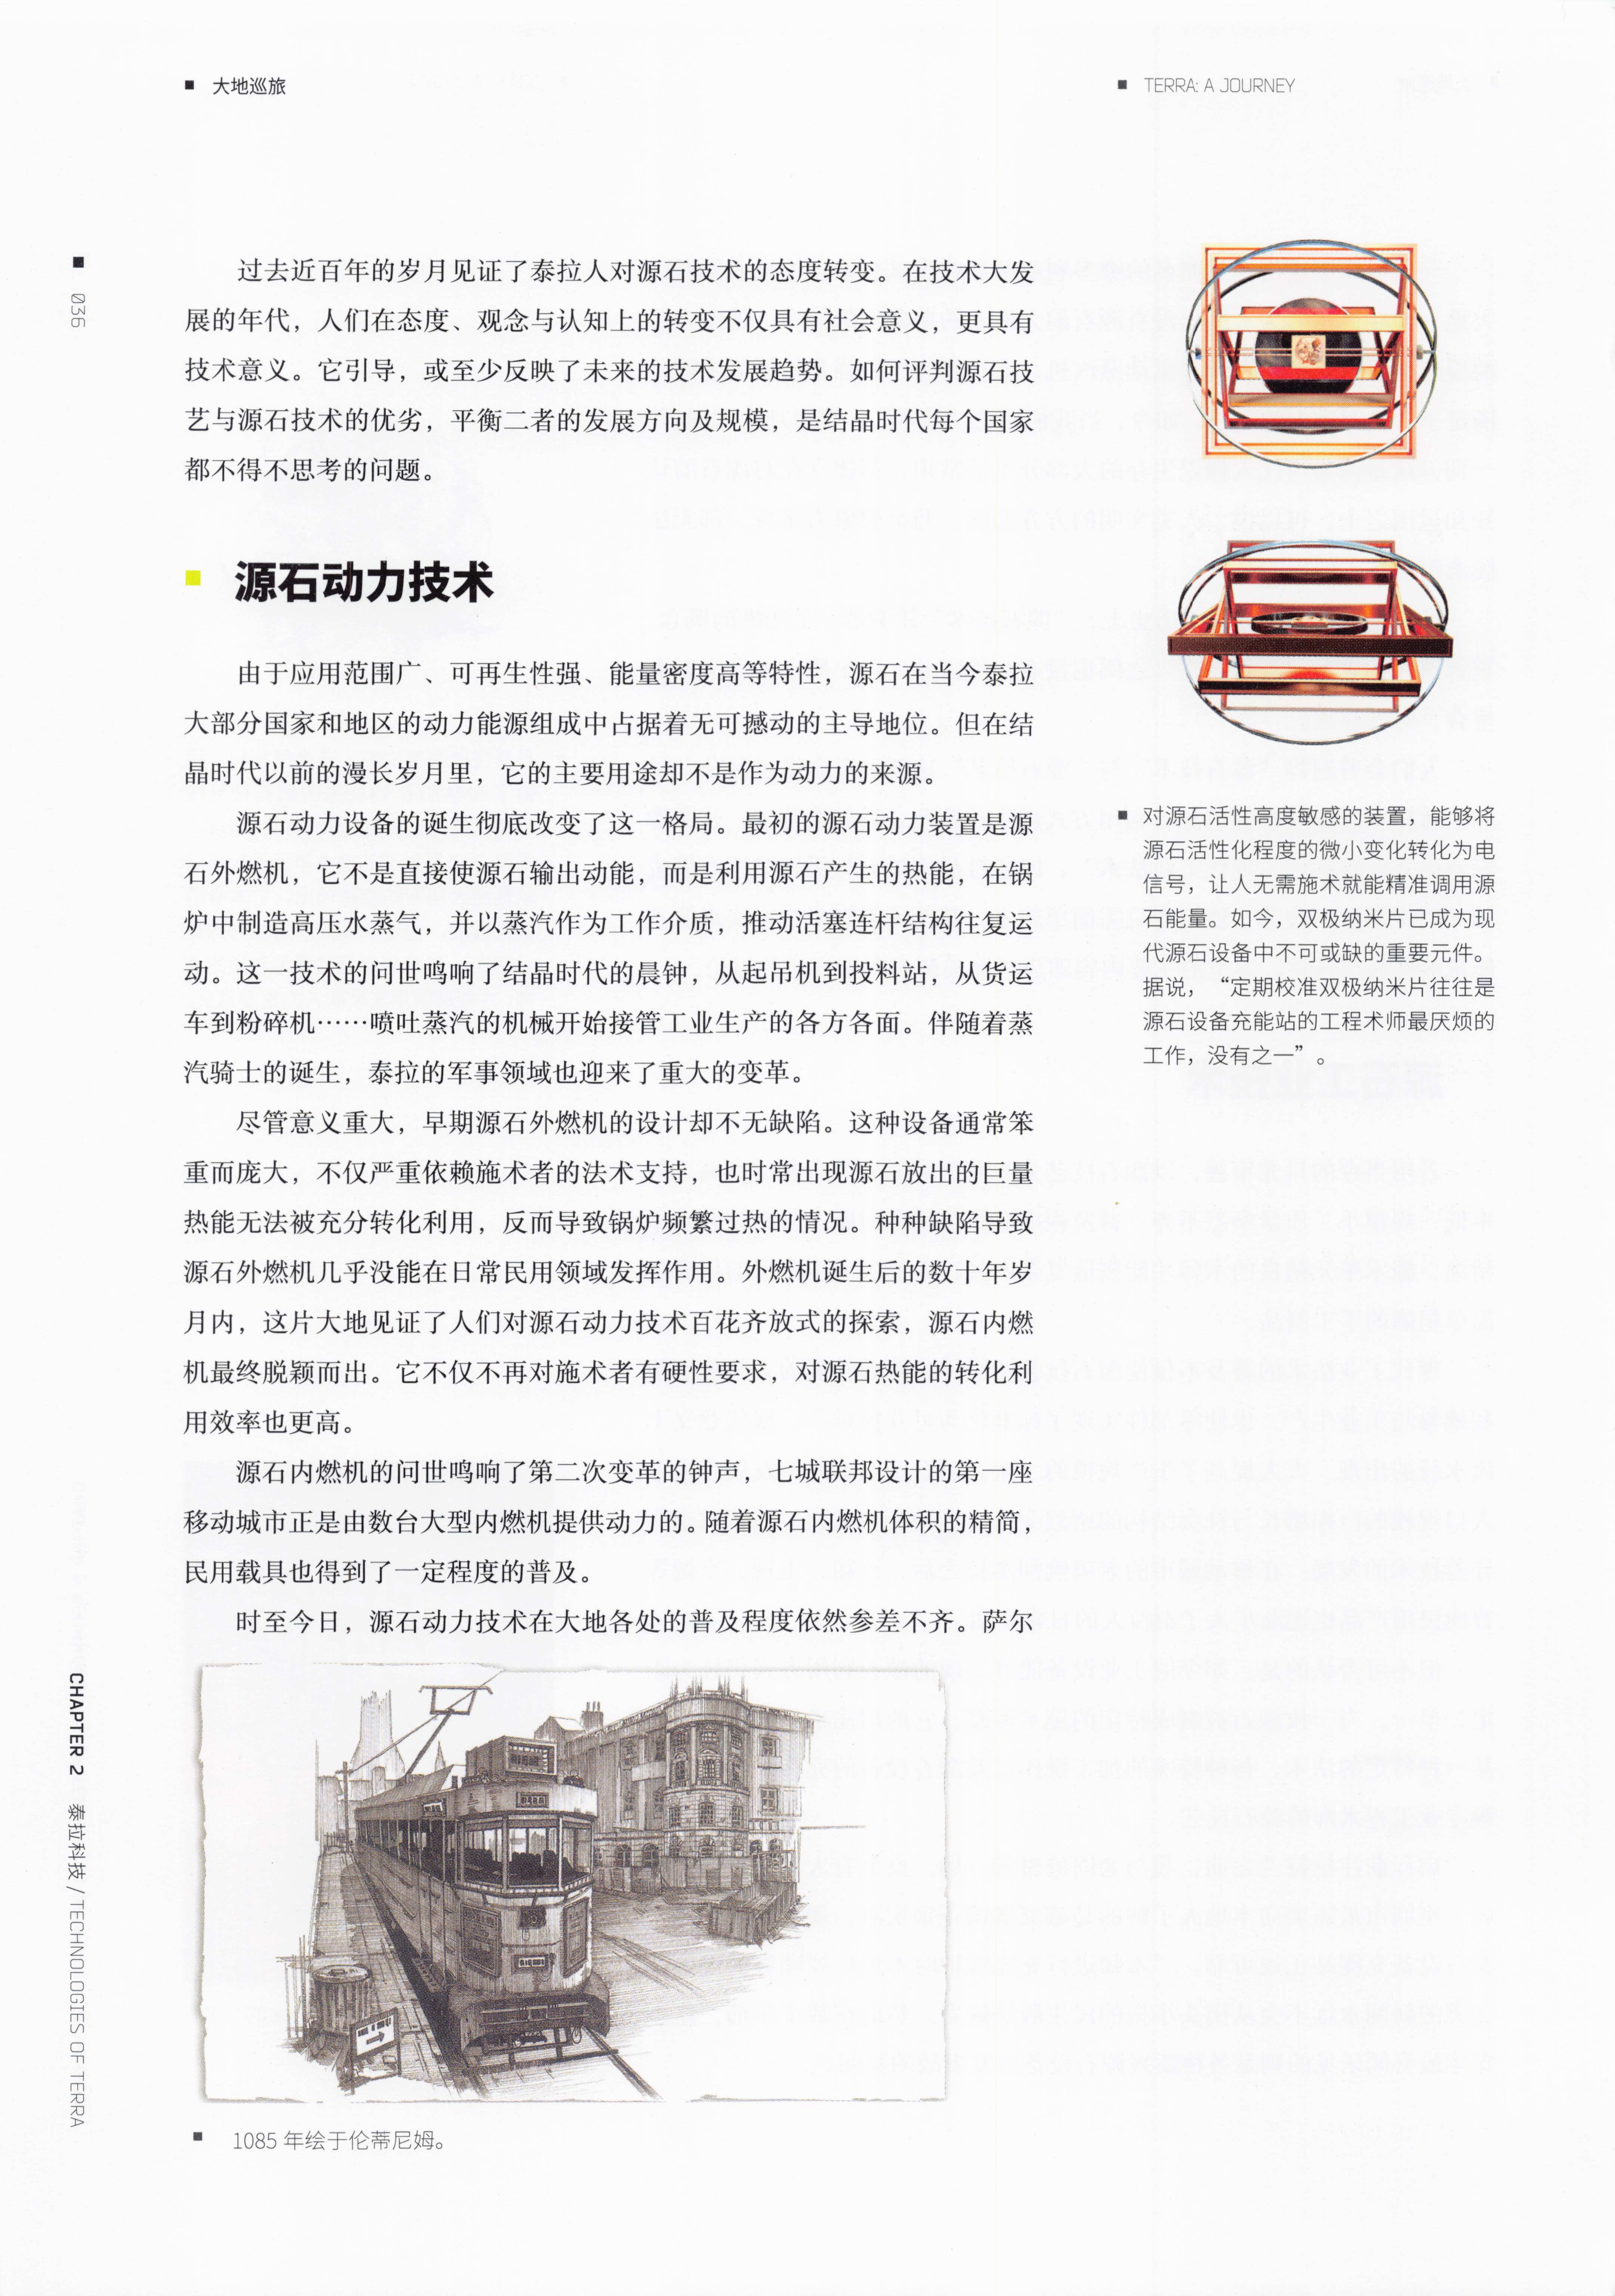 大地巡旅
TERRA: A JOURNEY
036
过去近百年的岁月见证了泰拉人对源石技术的态度转变。在技术大发
展的年代，人们在态度、观念与认知上的转变不仅具有社会意义，更具有
技术意义。它引导，或至少反映了未来的技术发展趋势。如何评判源石技
艺与源石技术的优劣，平衡二者的发展方向及规模，是结晶时代每个国家
都不得不思考的问题。
源石动力技术
由于应用范围广、可再生性强、能量密度高等特性，源石在当今泰拉
大部分国家和地区的动力能源组成中占据着无可撼动的主导地位。但在结
晶时代以前的漫长岁月里，它的主要用途却不是作为动力的来源。
源石动力设备的诞生彻底改变了这一格局。最初的源石动力装置是源
石外燃机，它不是直接使源石输出动能，而是利用源石产生的热能，在锅
炉中制造高压水蒸气，并以蒸汽作为工作介质，推动活塞连杆结构往复运
动。这一技术的问世鸣响了结晶时代的晨钟，从起吊机到投料站，从货运
车到粉碎机……喷吐蒸汽的机械开始接管工业生产的各方各面。伴随着蒸
汽骑士的诞生，泰拉的军事领域也迎来了重大的变革。
尽管意义重大，早期源石外燃机的设计却不无缺陷。这种设备通常笨
重而庞大，不仅严重依赖施术者的法术支持，也时常出现源石放出的巨量
热能无法被充分转化利用，反而导致锅炉频繁过热的情况。种种缺陷导致
源石外燃机几乎没能在日常民用领域发挥作用。外燃机诞生后的数十年岁
月内，这片大地见证了人们对源石动力技术百花齐放式的探索，源石内燃
机最终脱颖而出。它不仅不再对施术者有硬性要求，对源石热能的转化利
用效率也更高。
源石内燃机的问世鸣响了第二次变革的钟声，七城联邦设计的第一座
移动城市正是由数台大型内燃机提供动力的。随着源石内燃机体积的精简，
民用载具也得到了一定程度的普及。
时至今日，源石动力技术在大地各处的普及程度依然参差不齐。萨尔
对源石活性高度敏感的装置，能够将
源石活性化程度的微小变化转化为电
信号，让人无需施术就能精准调用源
石能量。如今，双极纳米片已成为现
代源石设备中不可或缺的重要元件。
据说，“定期校准双极纳米片往往是
源石设备充能站的工程术师最厌烦的
工作，没有之一”。
1085 年绘于伦蒂尼姆。
CHAPTER 2 泰拉科技 / TECHNOLOGIES OF TERRA